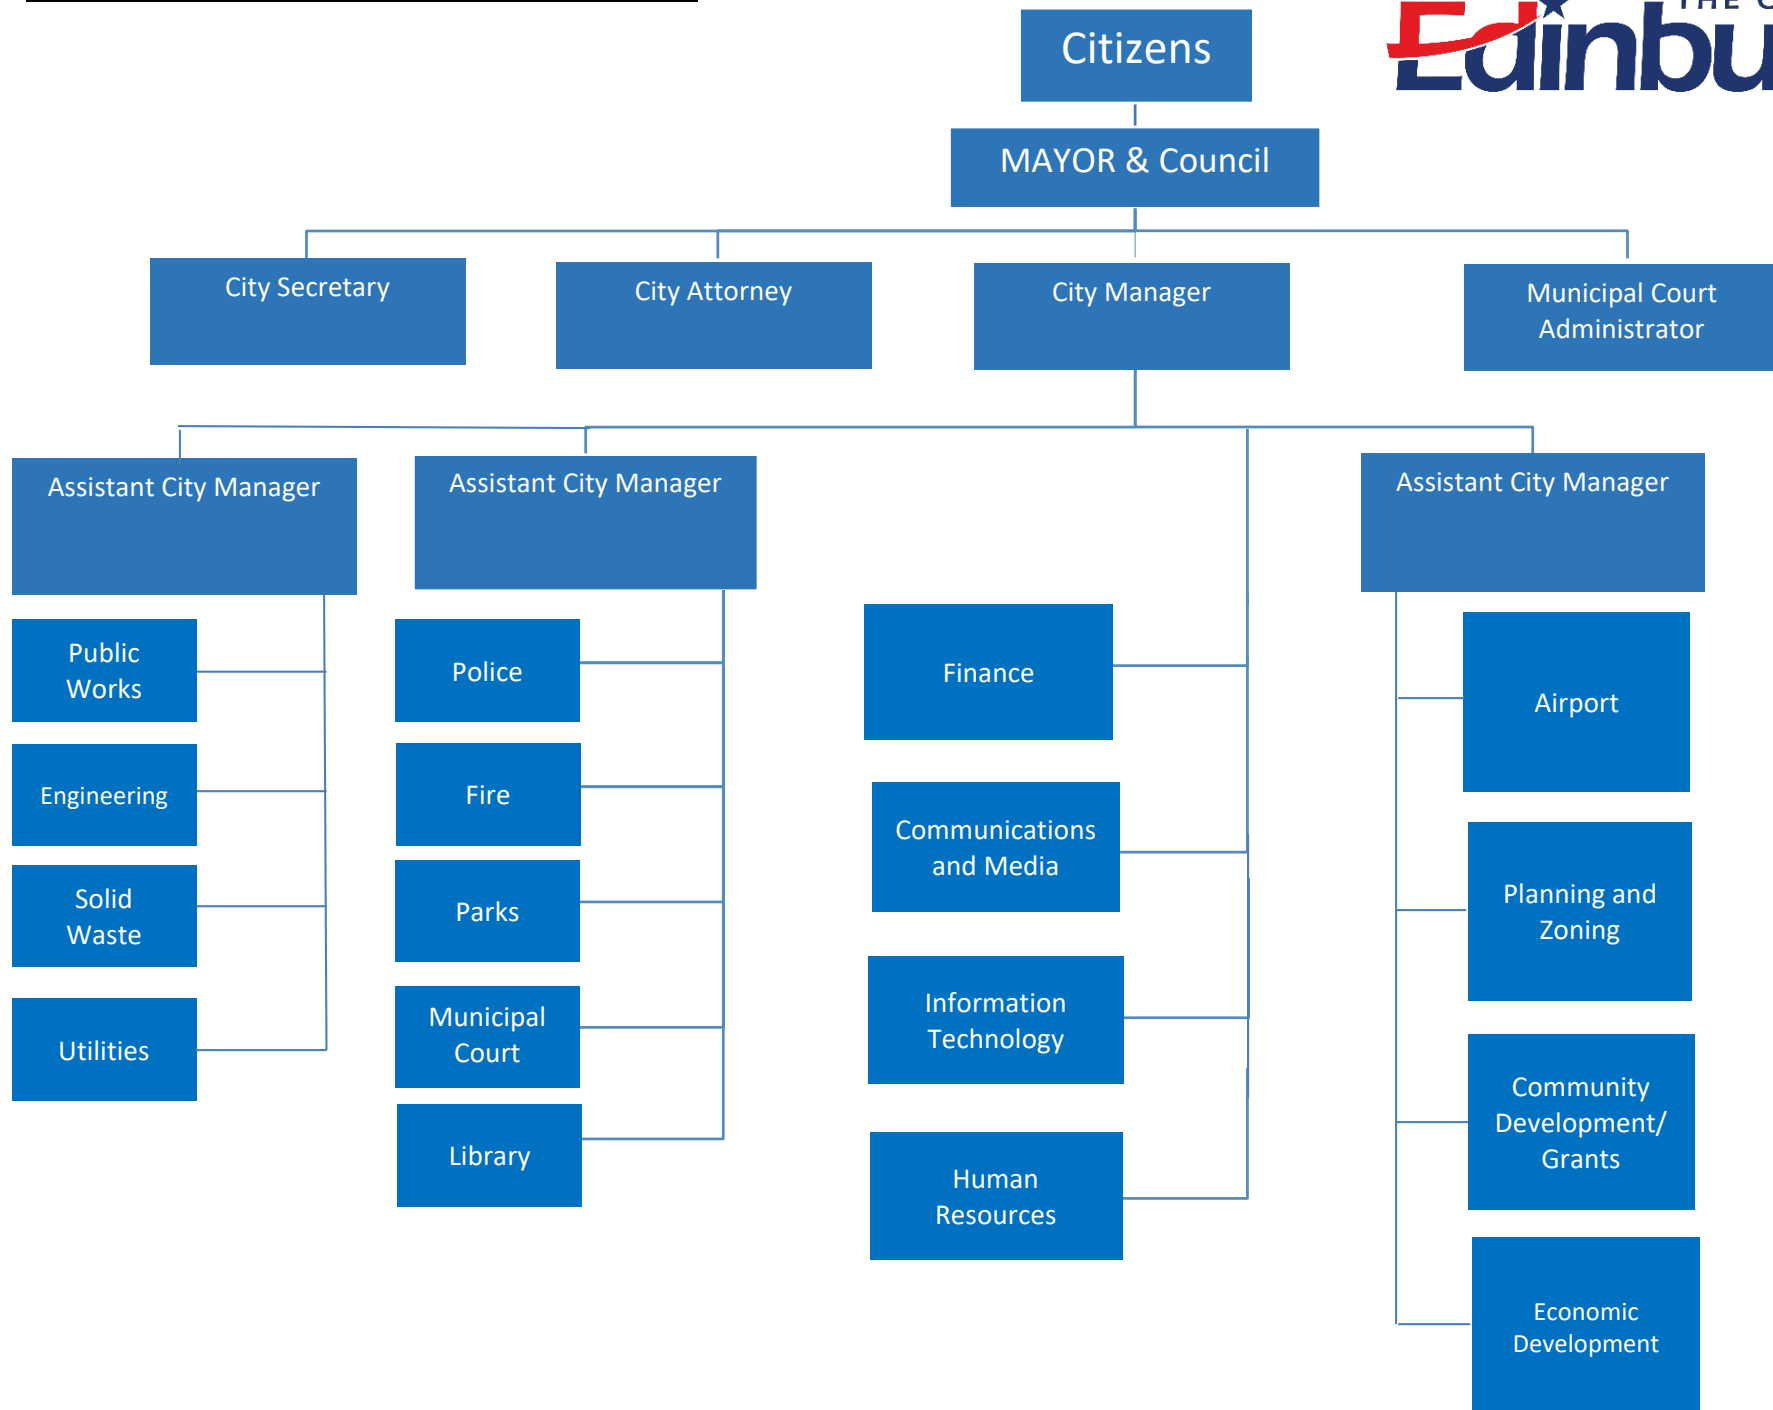 Citizens
MAYOR & Council
City Secretary
City Attorney
City Manager
Municipal Court
Administrator
Assistant City Manager
Assistant City Manager
Assistant City Manager
Public
Works
Engineering
Solid
Waste
Utilities
Police
Fire
Parks
Municipal
Court
Library
Finance
Communications
and Media
Information
Technology
Human
Resources
Airport
Planning and
Zoning
Community
Development/
Grants
Economic
Development
THE C
Edinbu